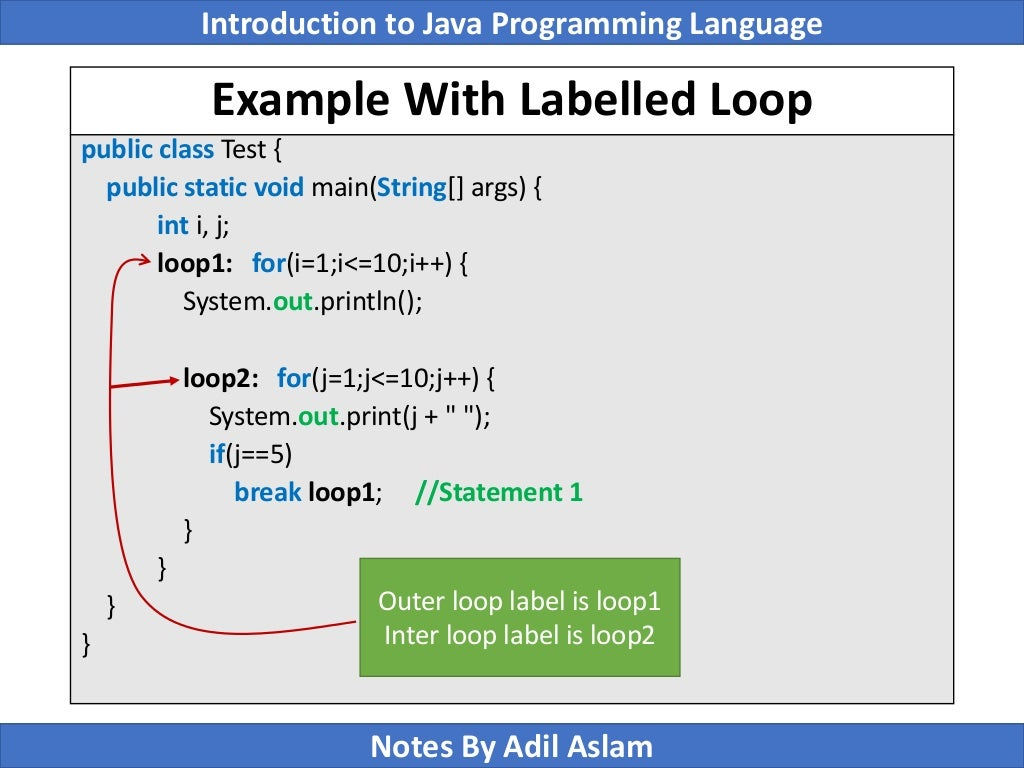 Introduction to Java Programming Language
Example With Labelled Loop
public class Test {
public static void main(String[] args) {
int i, j;
loop1: for(i=1;i<=10;i++) {
System.out.println();
loop2: for(j=1;j<=10;j++) {
System.out.print(j + " ");
if(j==5)
break loop1; //Statement 1
}
}
}
}
Outer loop label is loop1
Inter loop label is loop2
Notes By Adil Aslam